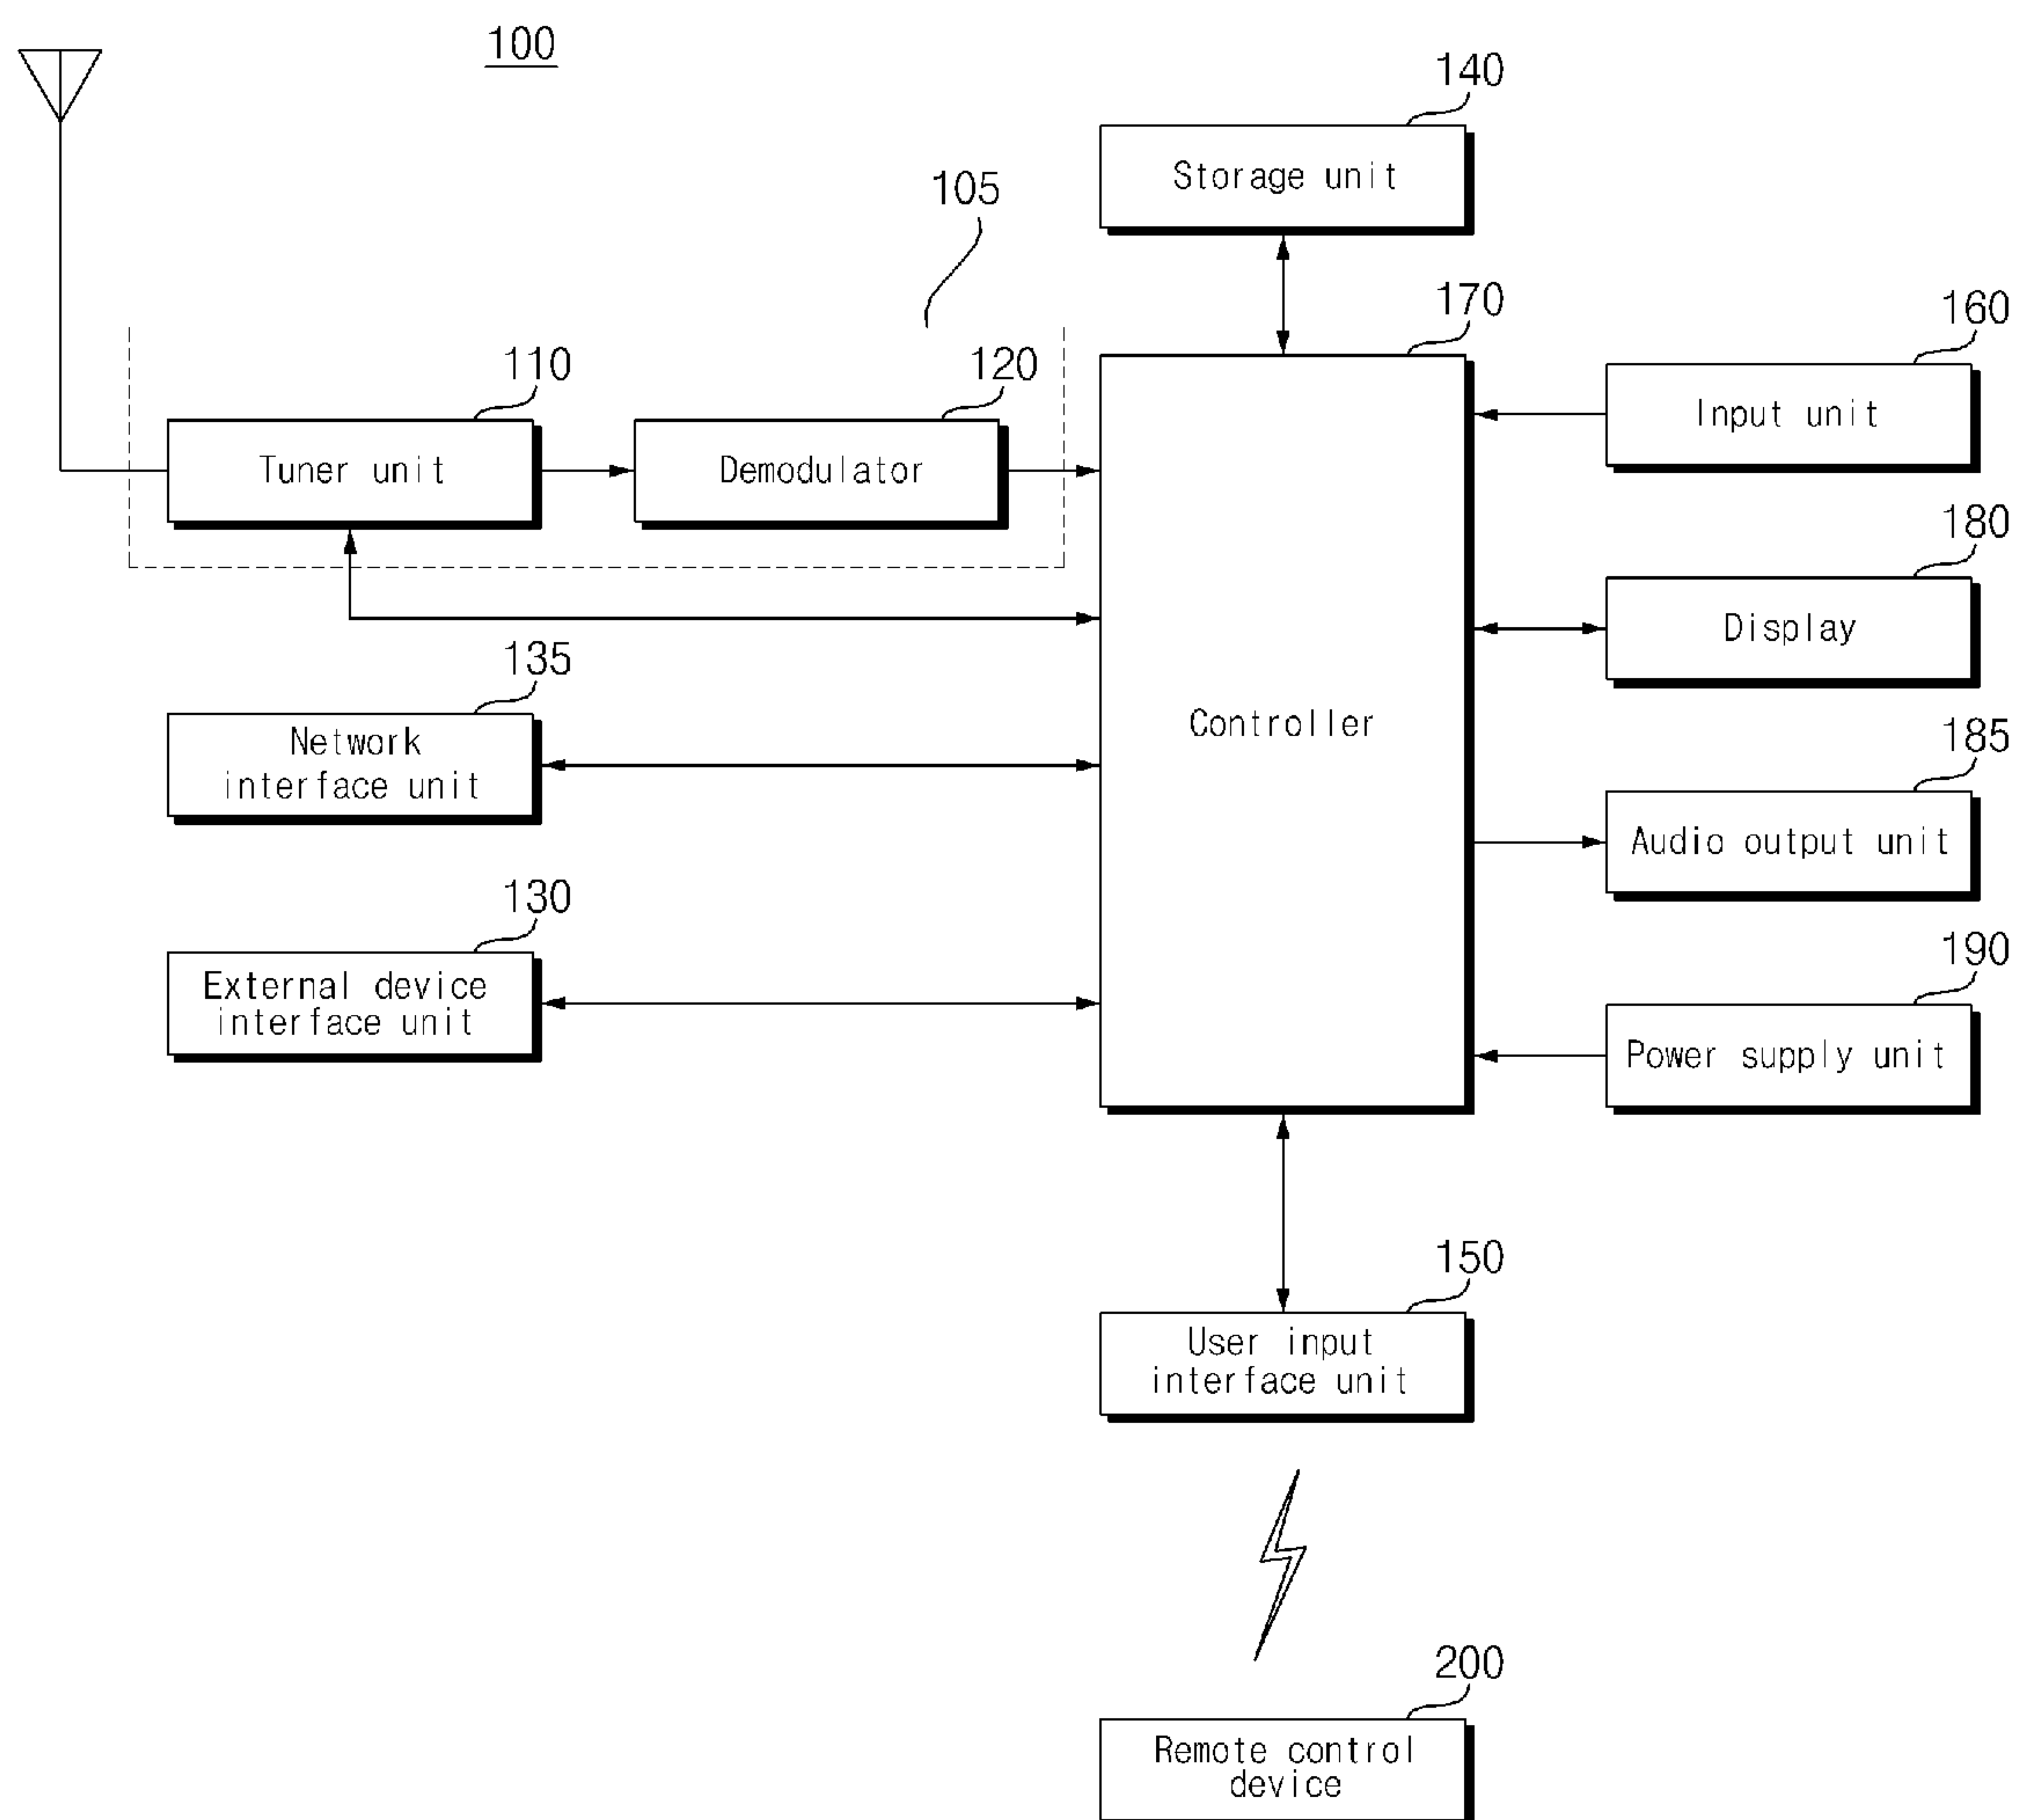 100
140
Storage unit
105
170
160
Input unit
110
120
Tuner unit
Demodulator
180
Display
135
Network
interface unit
Controller
185
Audio output unit
130
External device
interface unit
190
Power supply unit
150
User input
interface unit
200
Remote control
device